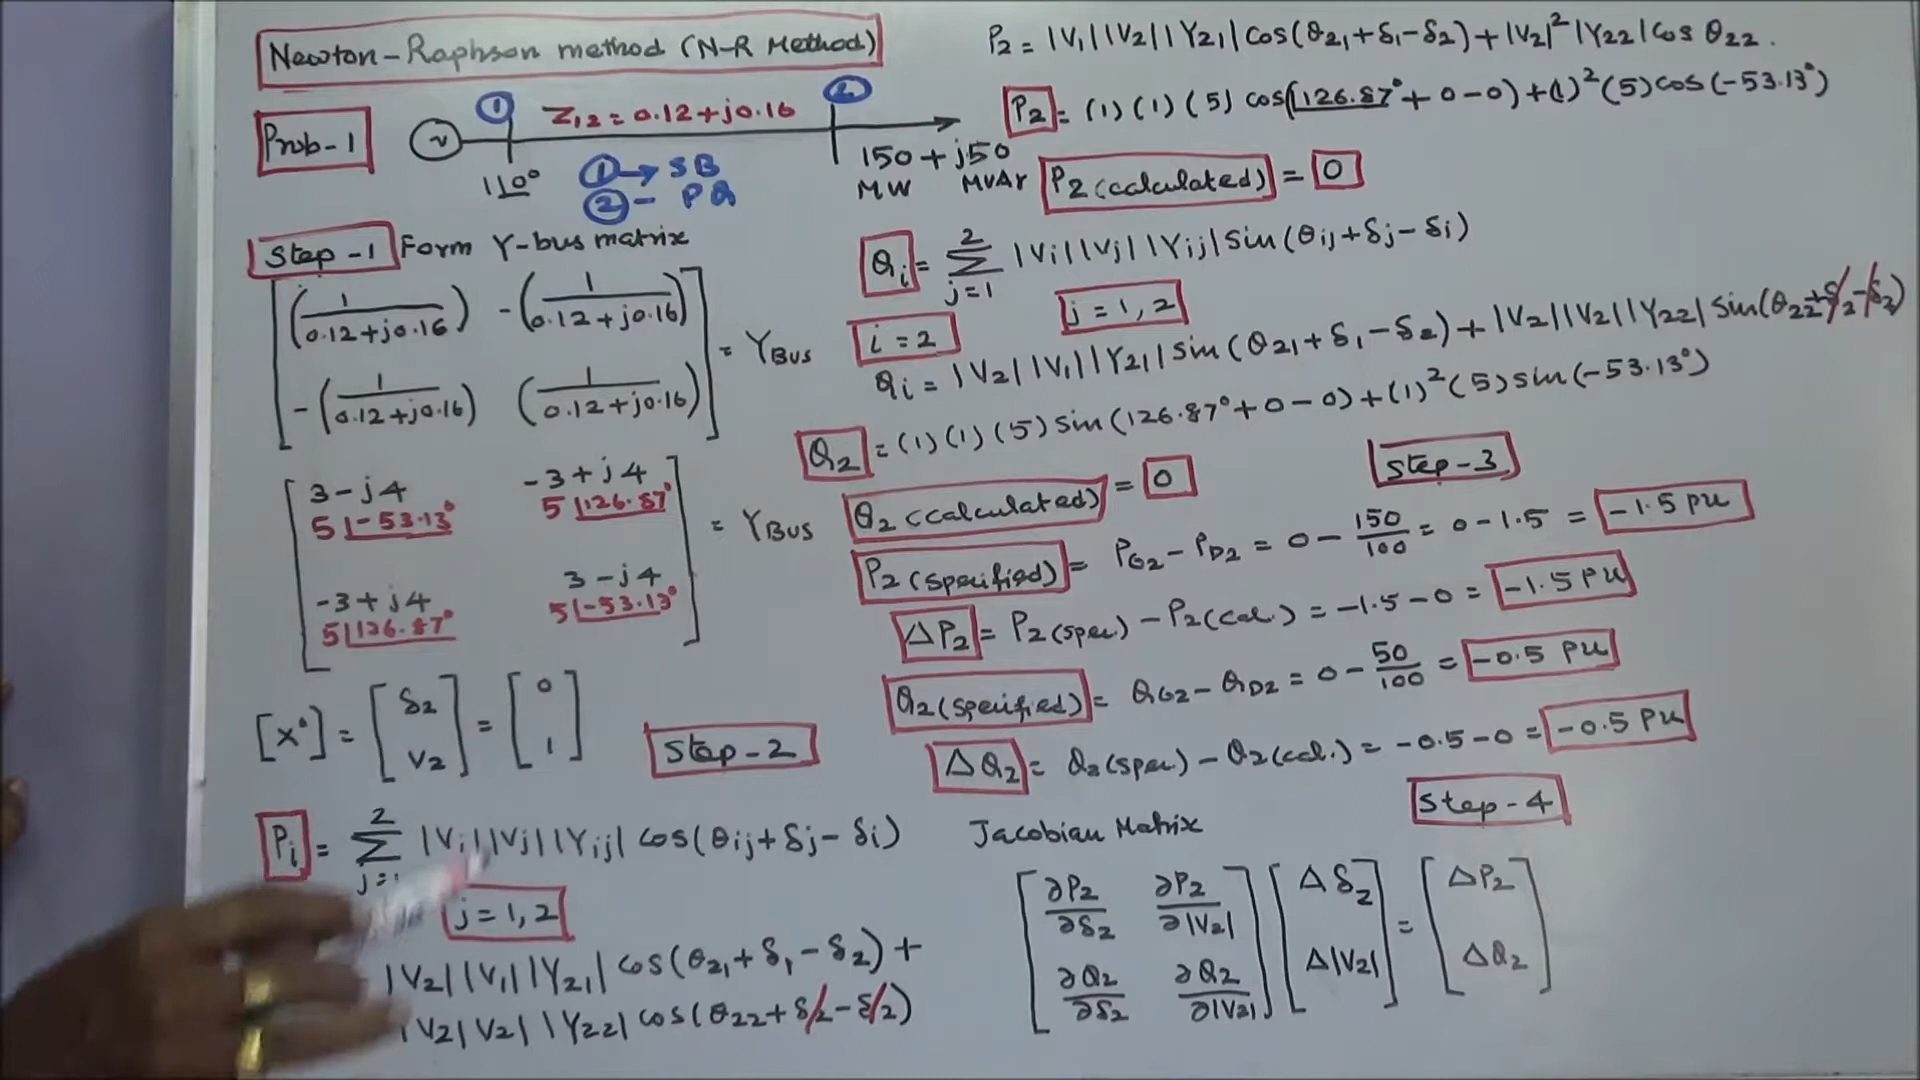 Newton-Raphson method (N-R Method)
Prob-1
1
Z12 = 0.12+j0.16
2
~
1∠0°
1 → SB
2 - PQ
150 + j50
MW MVAr
Step-1 Form Y-bus matrix
[ (1/(0.12+j0.16)) -(1/(0.12+j0.16)) ]
[ -(1/(0.12+j0.16)) (1/(0.12+j0.16)) ] = YBus
[ 3-j4 -3+j4
5∠-53.13° 5∠126.87°
= YBus
-3+j4 3-j4
5∠126.87° 5∠-53.13° ]
[x°] = [δ2 V2] = [0 1]
Step-2
Pi = Σ |Vi||Vj||Yij| cos(θij+δj-δi)
2
j=1
j = 1, 2
|V2||V1||Y21| cos(θ21+δ1-δ2) +
|V2|V2||Y22| cos(θ22+δ2-δ2)
P2 = |V1||V2||Y21| cos(θ21+δ1-δ2) + |V2|²|Y22| cos θ22.
P2 = (1)(1)(5) cos(126.87°+0-0) + (1)²(5) cos(-53.13°)
P2 (calculated) = 0
Qi = Σ |Vi||Vj||Yij| sin(θij+δj-δi)
2
j=1
i = 2
j = 1, 2
Qi = |V2||V1||Y21| sin(θ21+δ1-δ2) + |V2||V2||Y22| sin(θ22+δ2-δ2)
Q2 = (1)(1)(5) sin(126.87°+0-0) + (1)²(5) sin(-53.13°)
Q2 (calculated) = 0
Step-3
P2 (specified) = PG2 - PD2 = 0 - 150/100 = 0 - 1.5 = -1.5 pu
ΔP2 = P2(spec.) - P2(cal.) = -1.5 - 0 = -1.5 PU
Q2 (specified) = QG2 - QD2 = 0 - 50/100 = -0.5 PU
ΔQ2 = Q2(spec.) - Q2(cal.) = -0.5 - 0 = -0.5 PU
Step-4
Jacobian Matrix
[ ∂P2/∂δ2 ∂P2/∂|V2| ] [ Δδ2 ] = [ ΔP2 ]
[ ∂Q2/∂δ2 ∂Q2/∂|V2| ] [ Δ|V2| ] [ ΔQ2 ]